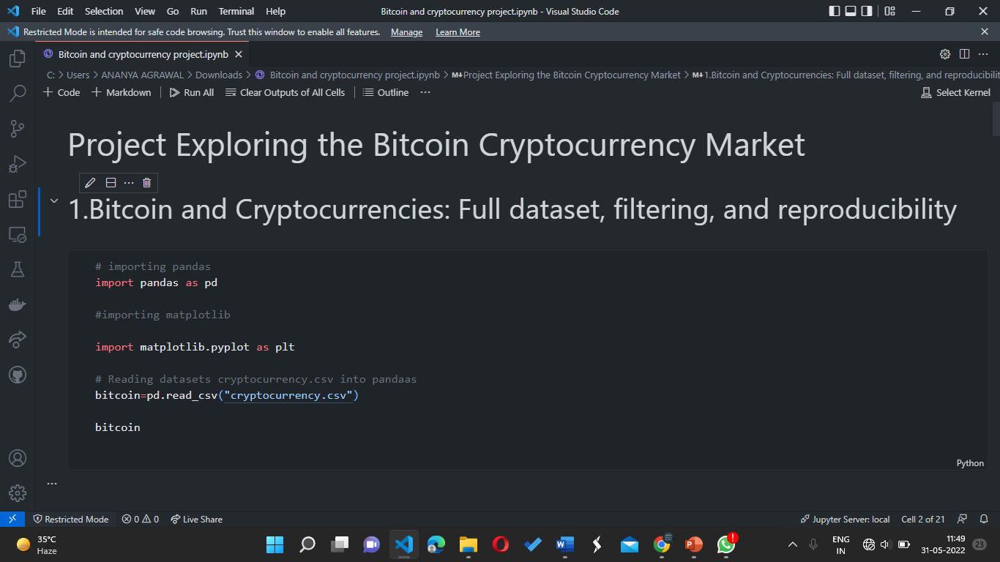 File Edit Selection View Go Run Terminal Help Bitcoin and cryptocurrency project.ipynb - Visual Studio Code
Restricted Mode is intended for safe code browsing. Trust this window to enable all features. Manage Learn More
Bitcoin and cryptocurrency project.ipynb
C: > Users > ANANYA AGRAWAL > Downloads > Bitcoin and cryptocurrency project.ipynb > M↓Project Exploring the Bitcoin Cryptocurrency Market > M↓1.Bitcoin and Cryptocurrencies: Full dataset, filtering, and reproducibilit
+ Code + Markdown Run All Clear Outputs of All Cells Outline ... Select Kernel
Project Exploring the Bitcoin Cryptocurrency Market
1.Bitcoin and Cryptocurrencies: Full dataset, filtering, and reproducibility
# importing pandas
import pandas as pd
#importing matplotlib
import matplotlib.pyplot as plt
# Reading datasets cryptocurrency.csv into pandaas
bitcoin=pd.read_csv("cryptocurrency.csv")
bitcoin
Python
...
Restricted Mode 0 0 Live Share Jupyter Server: local Cell 2 of 21
35°C
Haze
ENG
IN
11:49
31-05-2022
23